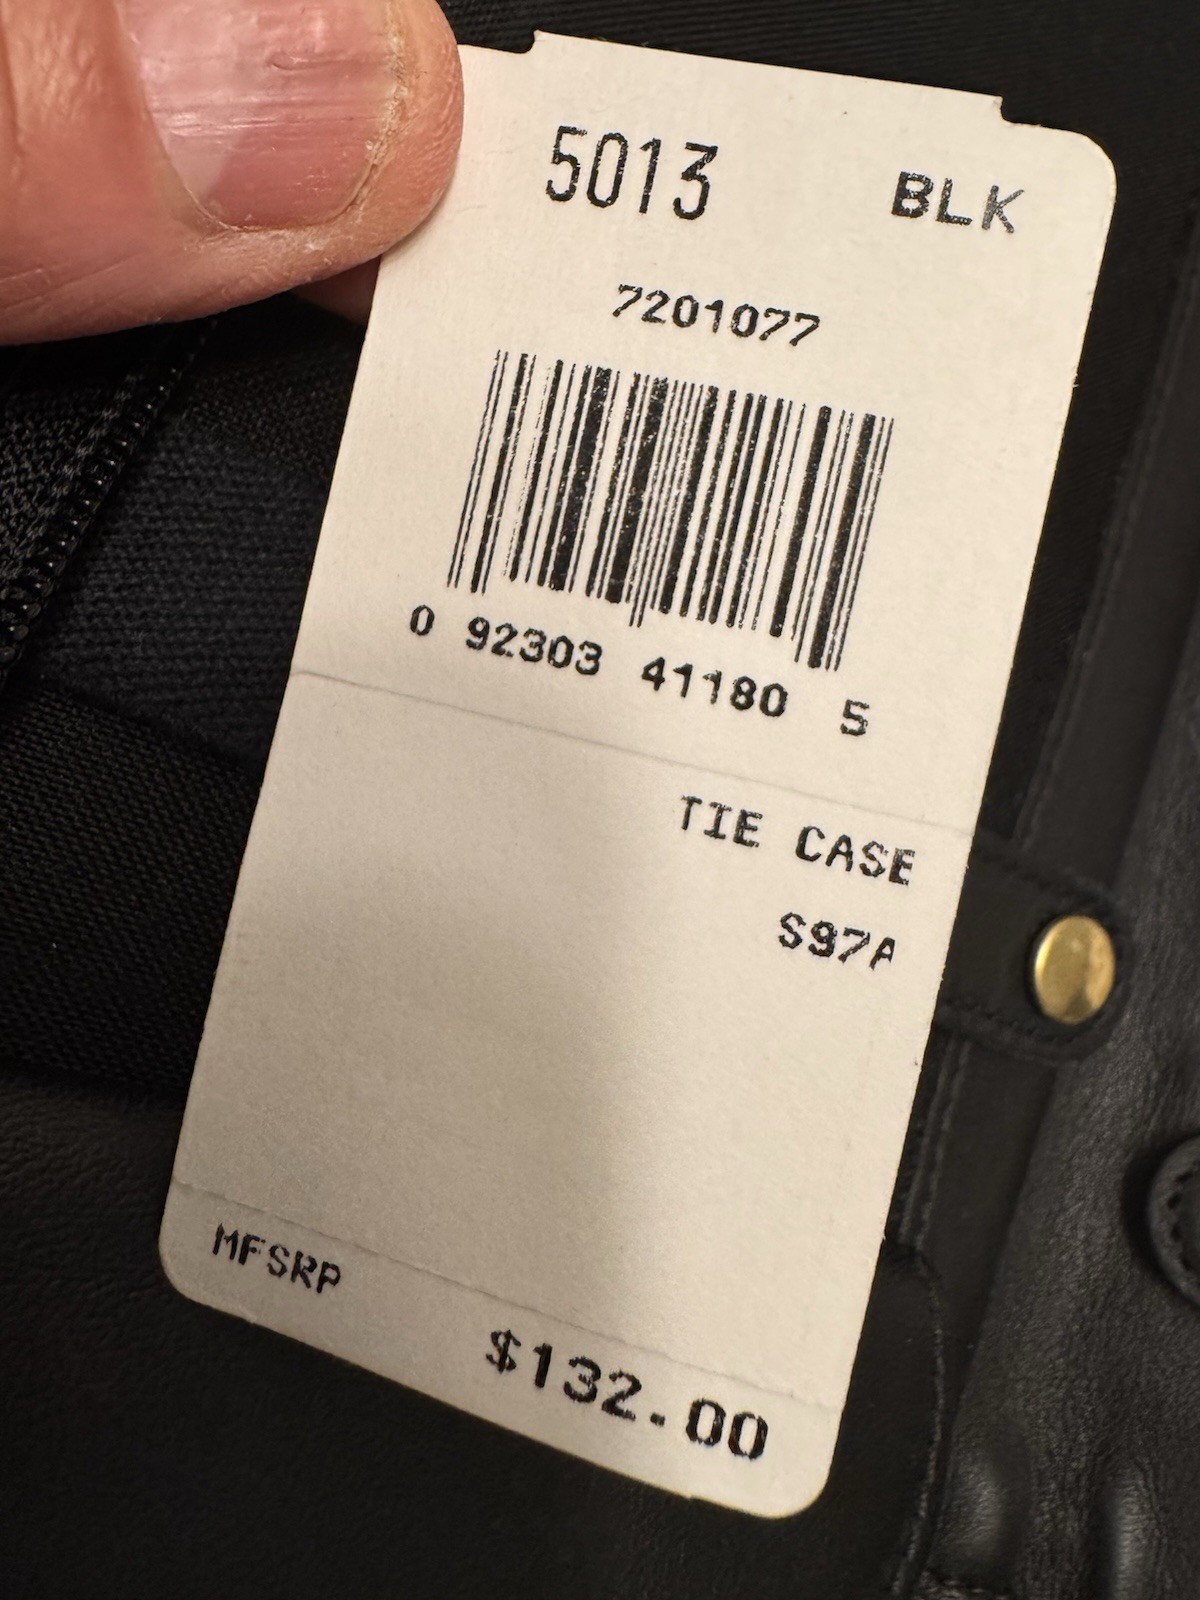 5013 BLK
7201077
0 92303 41180 5
TIE CASE
S97A
MFSRP
$132.00